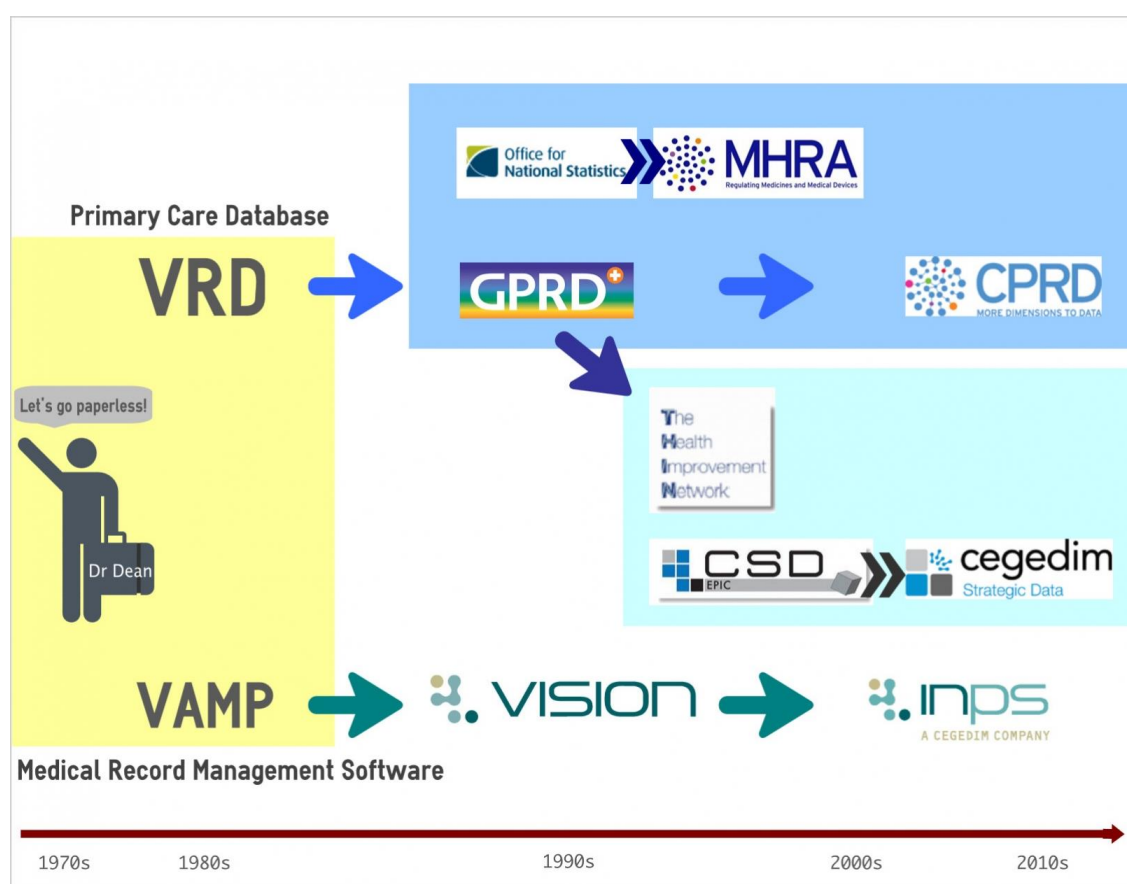 Office for
National Statistics
MHRA
Regulating Medicines and Medical Devices
Primary Care Database
VRD
GPRD
CPRD
MORE DIMENSIONS TO DATA
Let's go paperless!
The
Health
Improvement
Network
Dr Dean
CSD
EPIC
cegedim
Strategic Data
VAMP
VISION
inps
A CEGEDIM COMPANY
Medical Record Management Software
1970s 1980s 1990s 2000s 2010s